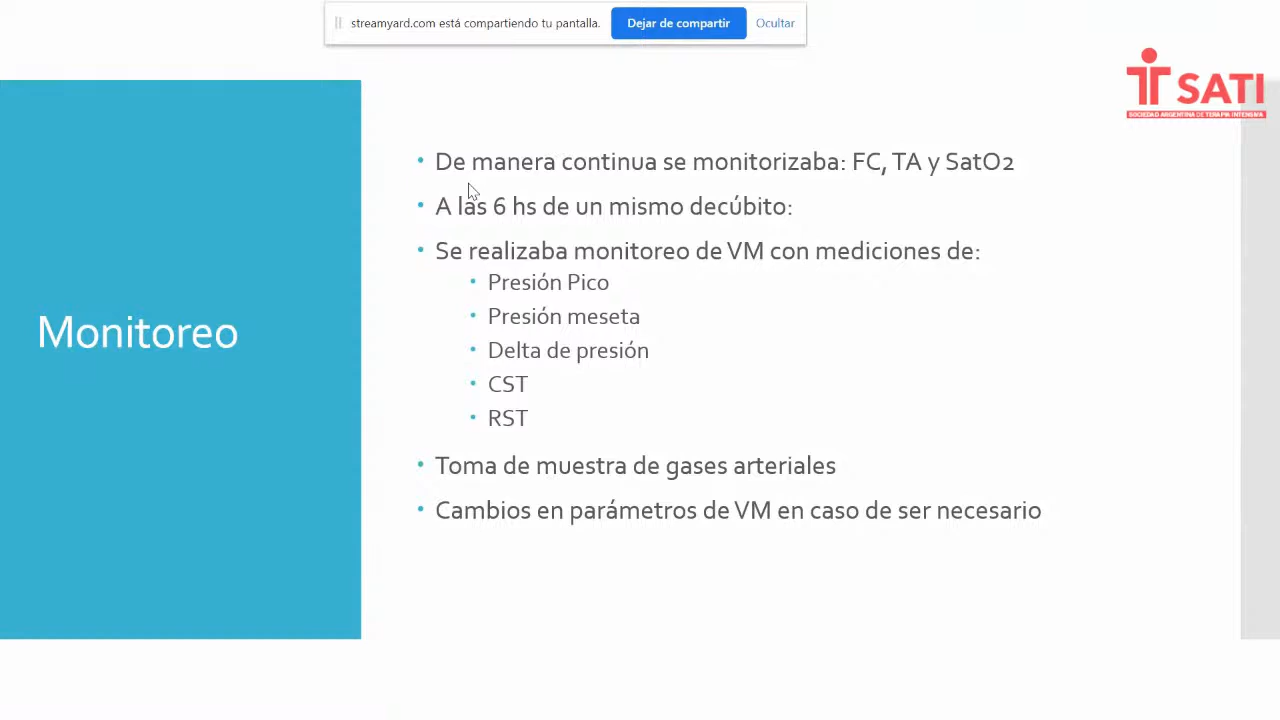 streamyard.com está compartiendo tu pantalla. Dejar de compartir Ocultar
SATI
SOCIEDAD ARGENTINA DE TERAPIA INTENSIVA
Monitoreo
• De manera continua se monitorizaba: FC, TA y SatO2
• A las 6 hs de un mismo decúbito:
• Se realizaba monitoreo de VM con mediciones de:
• Presión Pico
• Presión meseta
• Delta de presión
• CST
• RST
• Toma de muestra de gases arteriales
• Cambios en parámetros de VM en caso de ser necesario